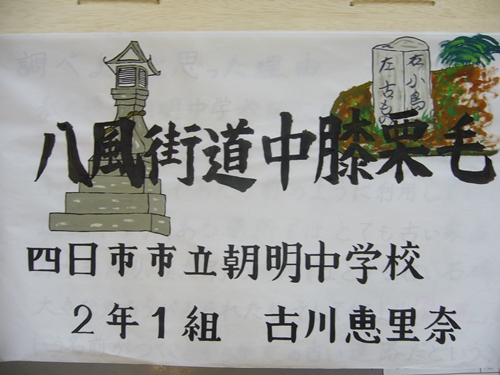 八風街道中膝栗毛
四日市市立朝明中学校
2年1組 古川恵里奈
右 小島
左 古もの